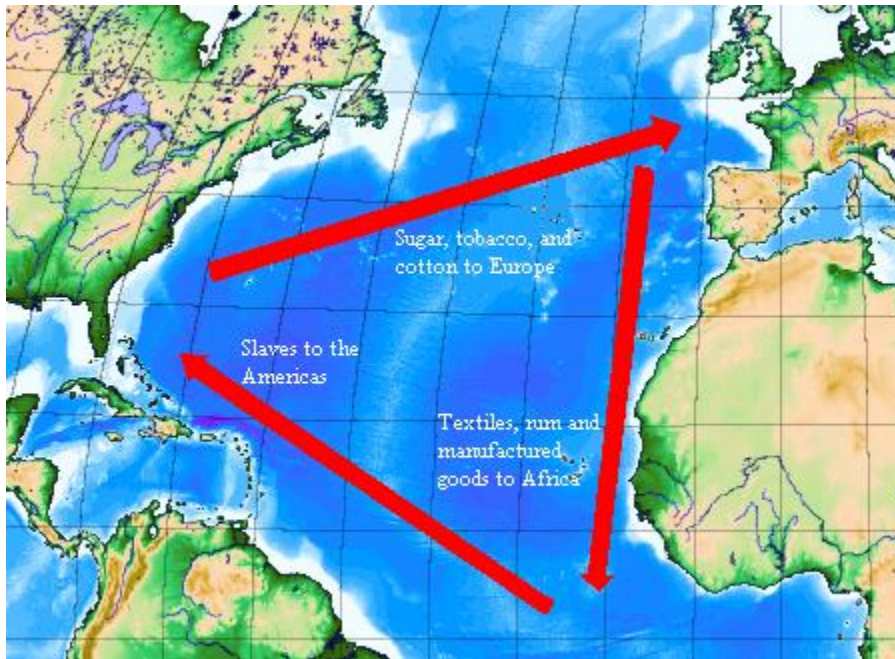 Sugar, tobacco, and
cotton to Europe
Slaves to the
Americas
Textiles, rum and
manufactured
goods to Africa